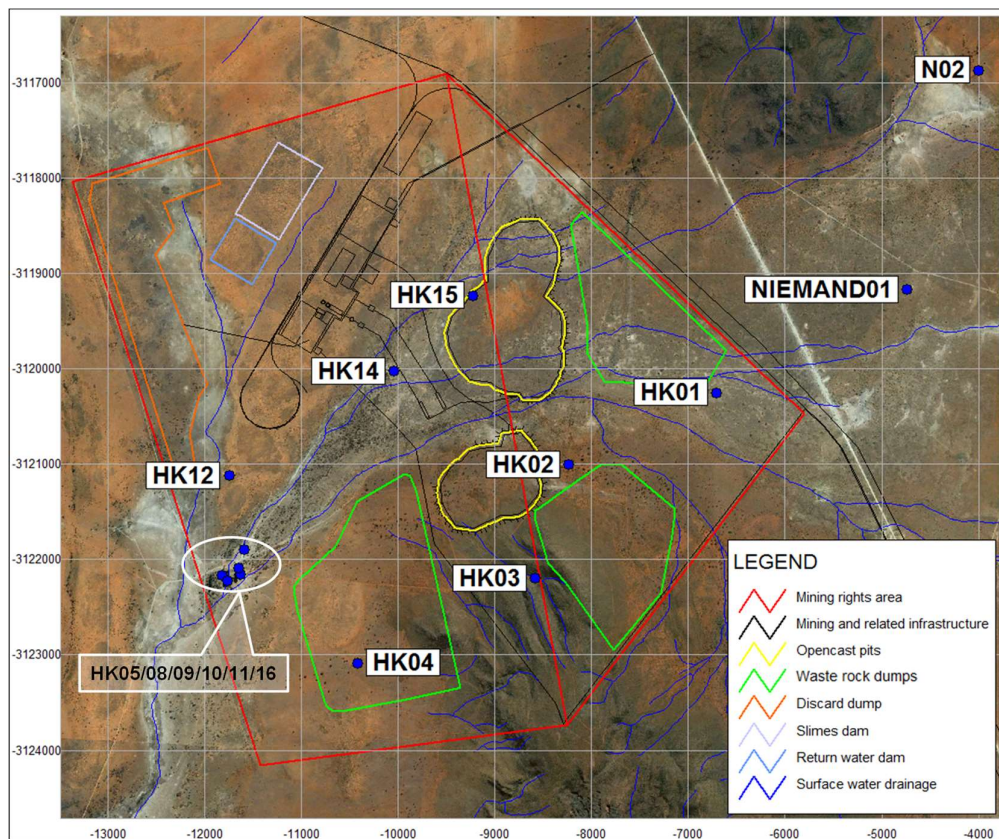 N02
-3117000
-3118000
-3119000
NIEMAND01
HK15
-3120000
HK14
HK01
-3121000
HK02
HK12
-3122000
HK03
LEGEND
Mining rights area
Mining and related infrastructure
Opencast pits
Waste rock dumps
Discard dump
Slimes dam
Return water dam
Surface water drainage
-3123000
HK04
HK05/08/09/10/11/16
-3124000
-13000 -12000 -11000 -10000 -9000 -8000 -7000 -6000 -5000 -4000